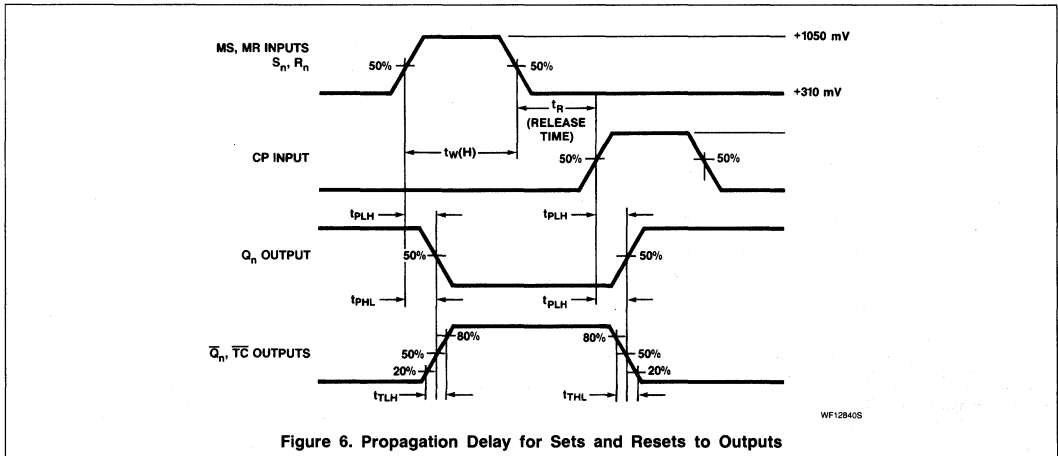 MS, MR INPUTS
Sn, Rn
+1050 mV
50%
50%
+310 mV
tR
(RELEASE
TIME)
tW(H)
CP INPUT
50%
50%
tPLH
tPLH
Qn OUTPUT
50%
50%
tPHL
tPLH
80%
80%
Q̅n, T̅C̅ OUTPUTS
50%
50%
20%
20%
tTLH
tTHL
WF12840S
Figure 6. Propagation Delay for Sets and Resets to Outputs